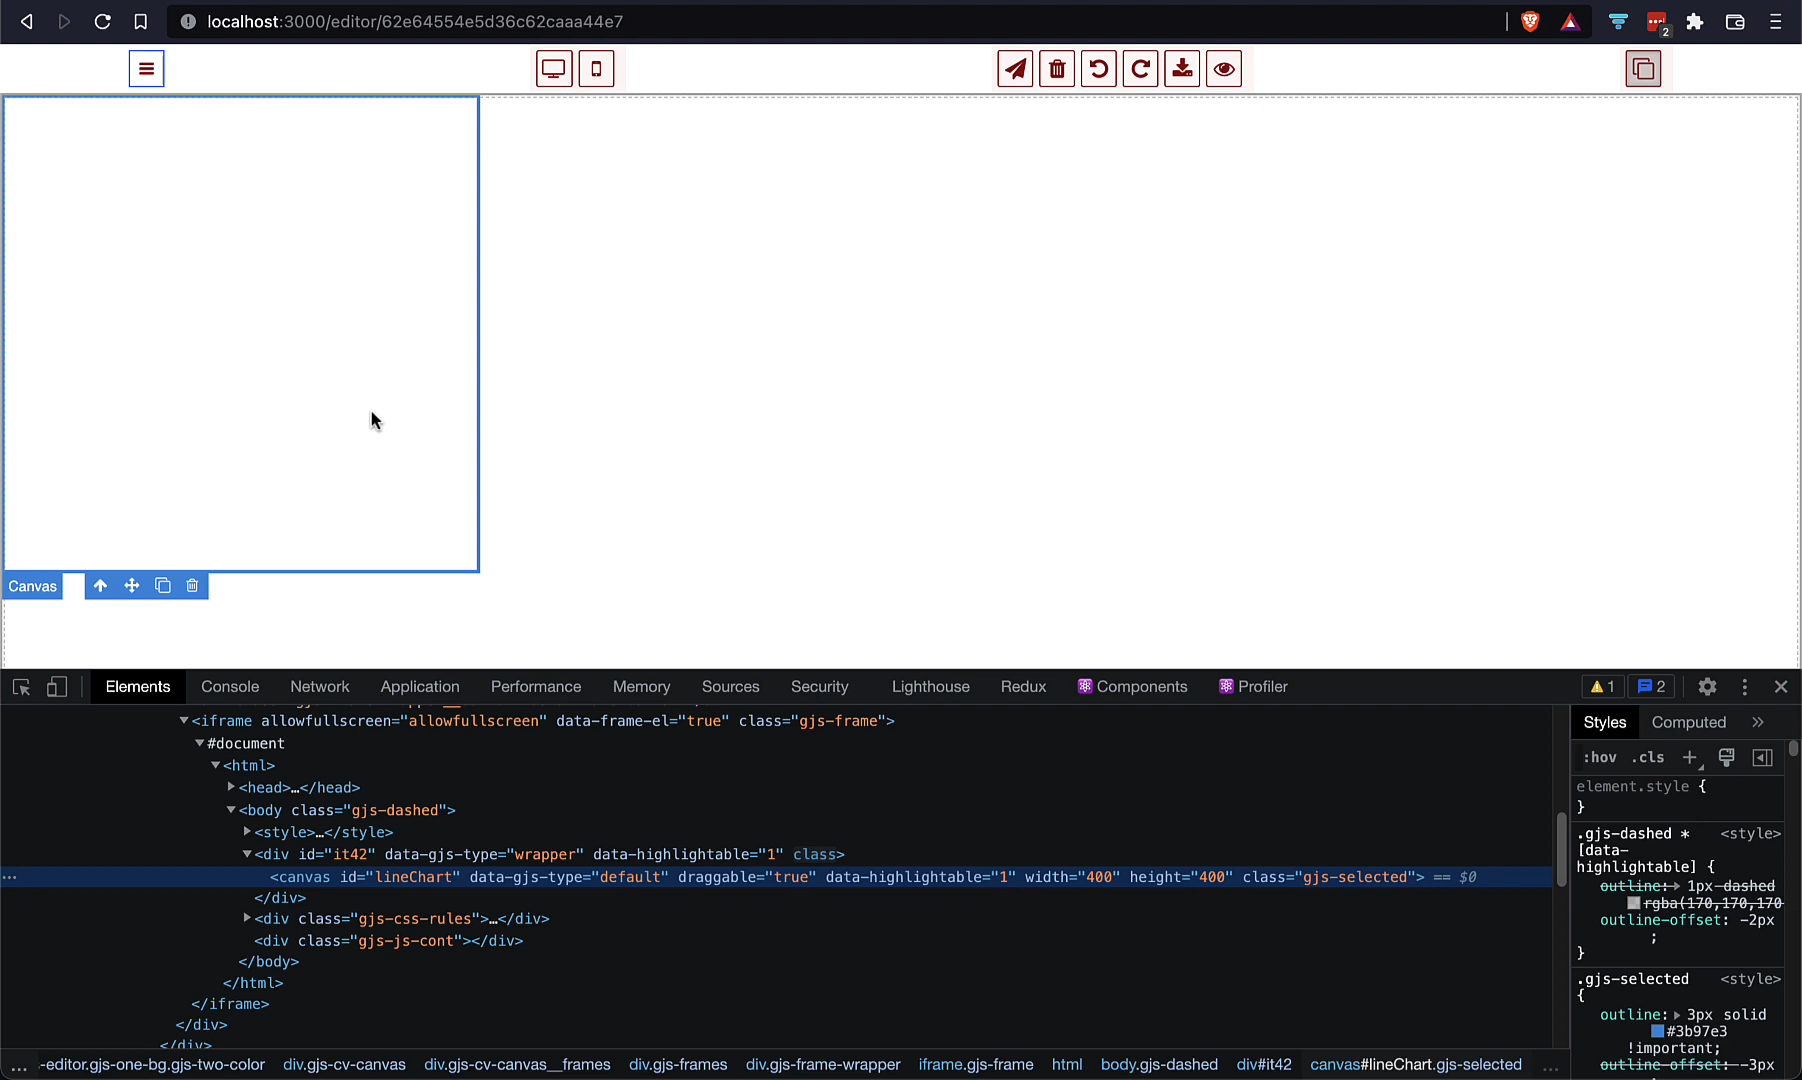 localhost:3000/editor/62e64554e5d36c62caaa44e7
2
Canvas
Elements Console Network Application Performance Memory Sources Security Lighthouse Redux Components Profiler 1 2
<iframe allowfullscreen="allowfullscreen" data-frame-el="true" class="gjs-frame">
#document
<html>
<head>…</head>
<body class="gjs-dashed">
<style>…</style>
<div id="it42" data-gjs-type="wrapper" data-highlightable="1" class>
… <canvas id="lineChart" data-gjs-type="default" draggable="true" data-highlightable="1" width="400" height="400" class="gjs-selected"> == $0
</div>
<div class="gjs-css-rules">…</div>
<div class="gjs-js-cont"></div>
</body>
</html>
</iframe>
</div>
</div>
Styles Computed »
:hov .cls +
element.style {
}
.gjs-dashed * <style>
[data-
highlightable] {
outline: 1px dashed
rgba(170,170,170
outline-offset: -2px
;
}
.gjs-selected <style>
{
outline: 3px solid
#3b97e3
!important;
outline-offset: -3px
… -editor.gjs-one-bg.gjs-two-color div.gjs-cv-canvas div.gjs-cv-canvas__frames div.gjs-frames div.gjs-frame-wrapper iframe.gjs-frame html body.gjs-dashed div#it42 canvas#lineChart.gjs-selected …